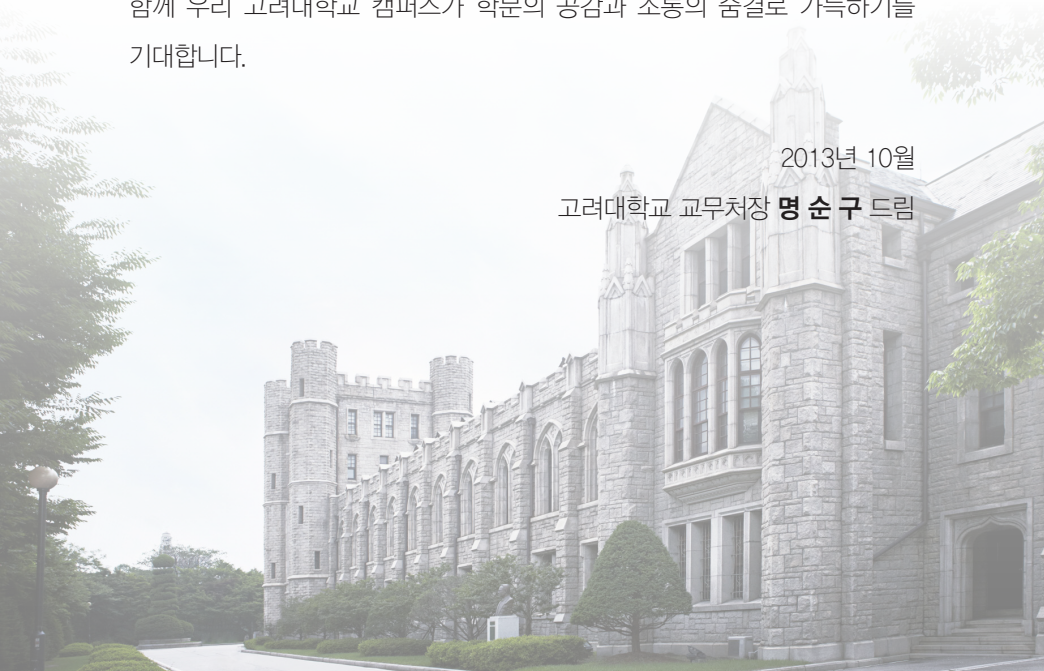 함께 우리 고려대학교 캠퍼스가 학문의 공감과 소통의 숨결로 가득하기를
기대합니다.
2013년 10월
고려대학교 교무처장 명 순 구 드림